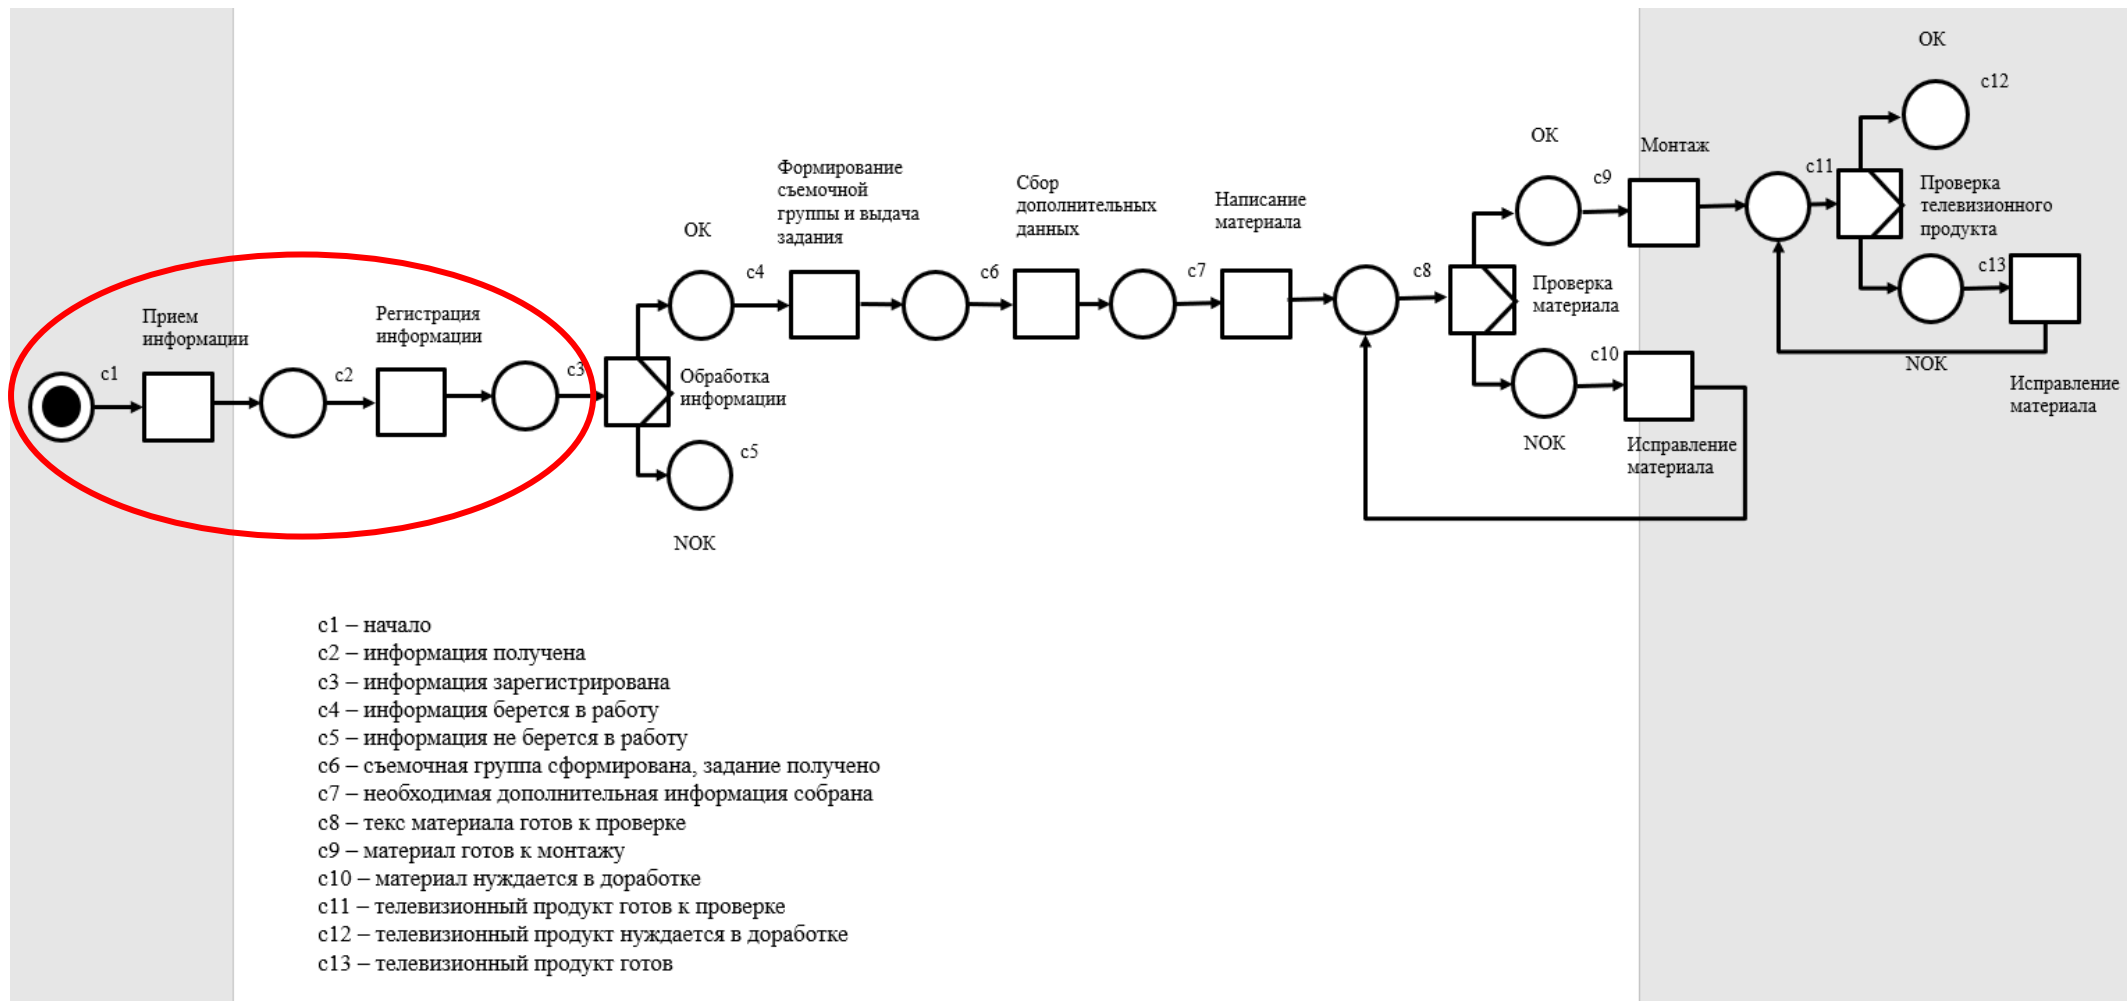 c1
Прием
информации
c2
Регистрация
информации
c3
Обработка
информации
ОК
c4
c5
NОК
Формирование
съемочной
группы и выдача
задания
c6
Сбор
дополнительных
данных
c7
Написание
материала
c8
Проверка
материала
ОК
c9
Монтаж
c10
NОК
Исправление
материала
c11
Проверка
телевизионного
продукта
ОК
c12
c13
NОК
Исправление
материала
c1 – начало
c2 – информация получена
c3 – информация зарегистрирована
c4 – информация берется в работу
c5 – информация не берется в работу
c6 – съемочная группа сформирована, задание получено
c7 – необходимая дополнительная информация собрана
c8 – текс материала готов к проверке
c9 – материал готов к монтажу
c10 – материал нуждается в доработке
c11 – телевизионный продукт готов к проверке
c12 – телевизионный продукт нуждается в доработке
c13 – телевизионный продукт готов